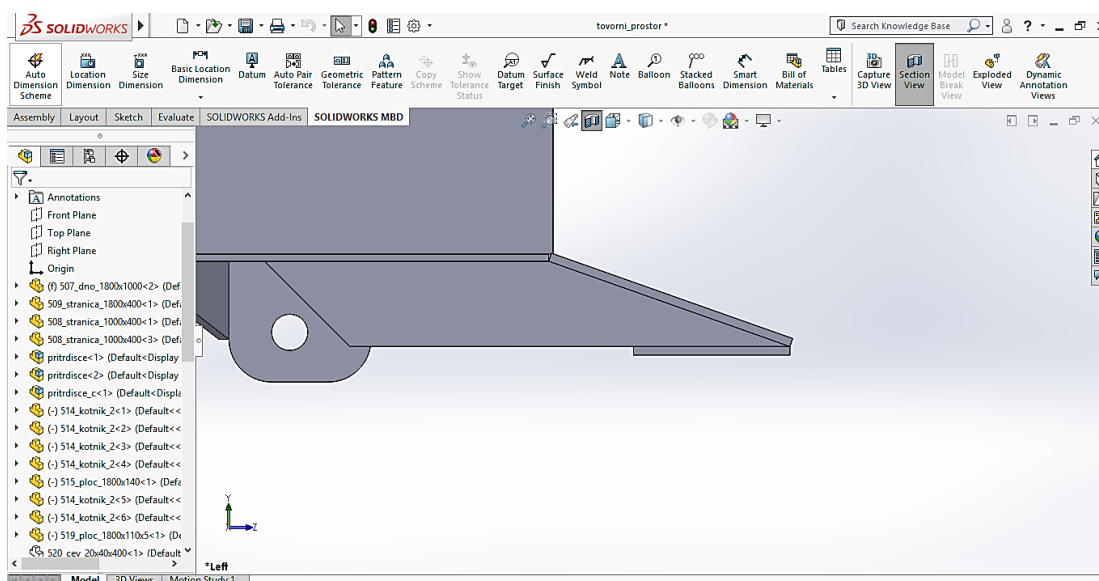 SOLIDWORKS
tovorni_prostor *
Search Knowledge Base
?
Auto Dimension Scheme
Location Dimension
Size Dimension
Basic Location Dimension
Datum
Auto Pair Tolerance
Geometric Tolerance
Pattern Feature
Copy Scheme
Show Tolerance Status
Datum Target
Surface Finish
Weld Symbol
Note
Balloon
Stacked Balloons
Smart Dimension
Bill of Materials
Tables
Capture 3D View
Section View
Model Break View
Exploded View
Dynamic Annotation Views
Assembly
Layout
Sketch
Evaluate
SOLIDWORKS Add-Ins
SOLIDWORKS MBD
Annotations
Front Plane
Top Plane
Right Plane
Origin
(f) 507_dno_1800x1000<2> (Def
509_stranica_1800x400<1> (Defa
508_stranica_1000x400<1> (Defa
508_stranica_1000x400<3> (Defa
pritrdisce<1> (Default<Display
pritrdisce<2> (Default<Display
pritrdisce_c<1> (Default<Displa
(-) 514_kotnik_2<1> (Default<<
(-) 514_kotnik_2<2> (Default<<
(-) 514_kotnik_2<3> (Default<<
(-) 514_kotnik_2<4> (Default<<
(-) 515_ploc_1800x140<1> (Defa
(-) 514_kotnik_2<5> (Default<<
(-) 514_kotnik_2<6> (Default<<
(-) 519_ploc_1800x110x5<1> (De
520_cev_20x40x400<1> (Default
Y
Z
*Left
Model
3D Views
Motion Study 1